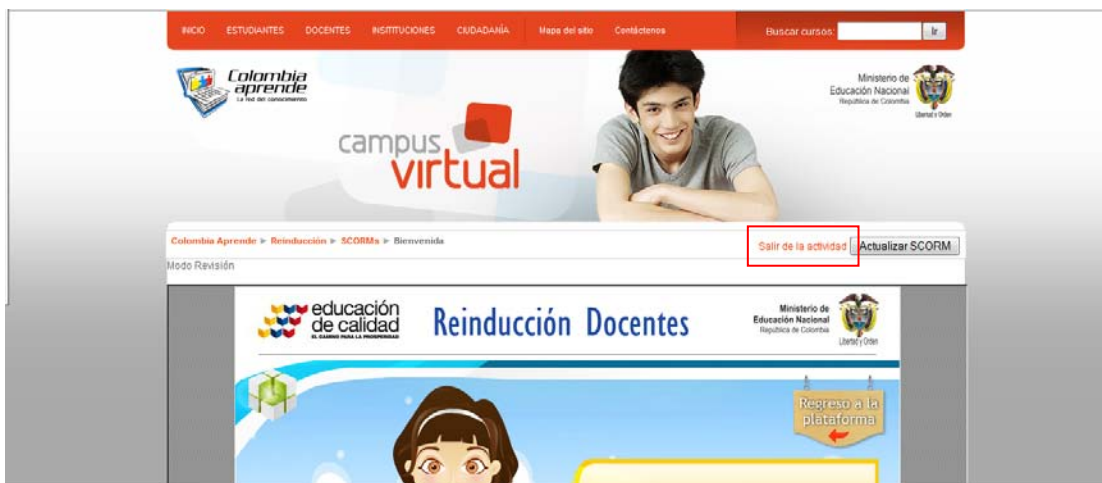 INICIO ESTUDIANTES DOCENTES INSTITUCIONES CIUDADANÍA Mapa del sitio Contáctenos Buscar cursos: Ir
Colombia
aprende
La red del conocimiento
Ministerio de
Educación Nacional
República de Colombia
Libertad y Orden
campus
virtual
Colombia Aprende ► Reinducción ► SCORMs ► Bienvenida
Salir de la actividad Actualizar SCORM
Modo Revisión
educación
de calidad
EL CAMINO PARA LA PROSPERIDAD
Reinducción Docentes
Ministerio de
Educación Nacional
República de Colombia
Libertad y Orden
Regreso a la
plataforma